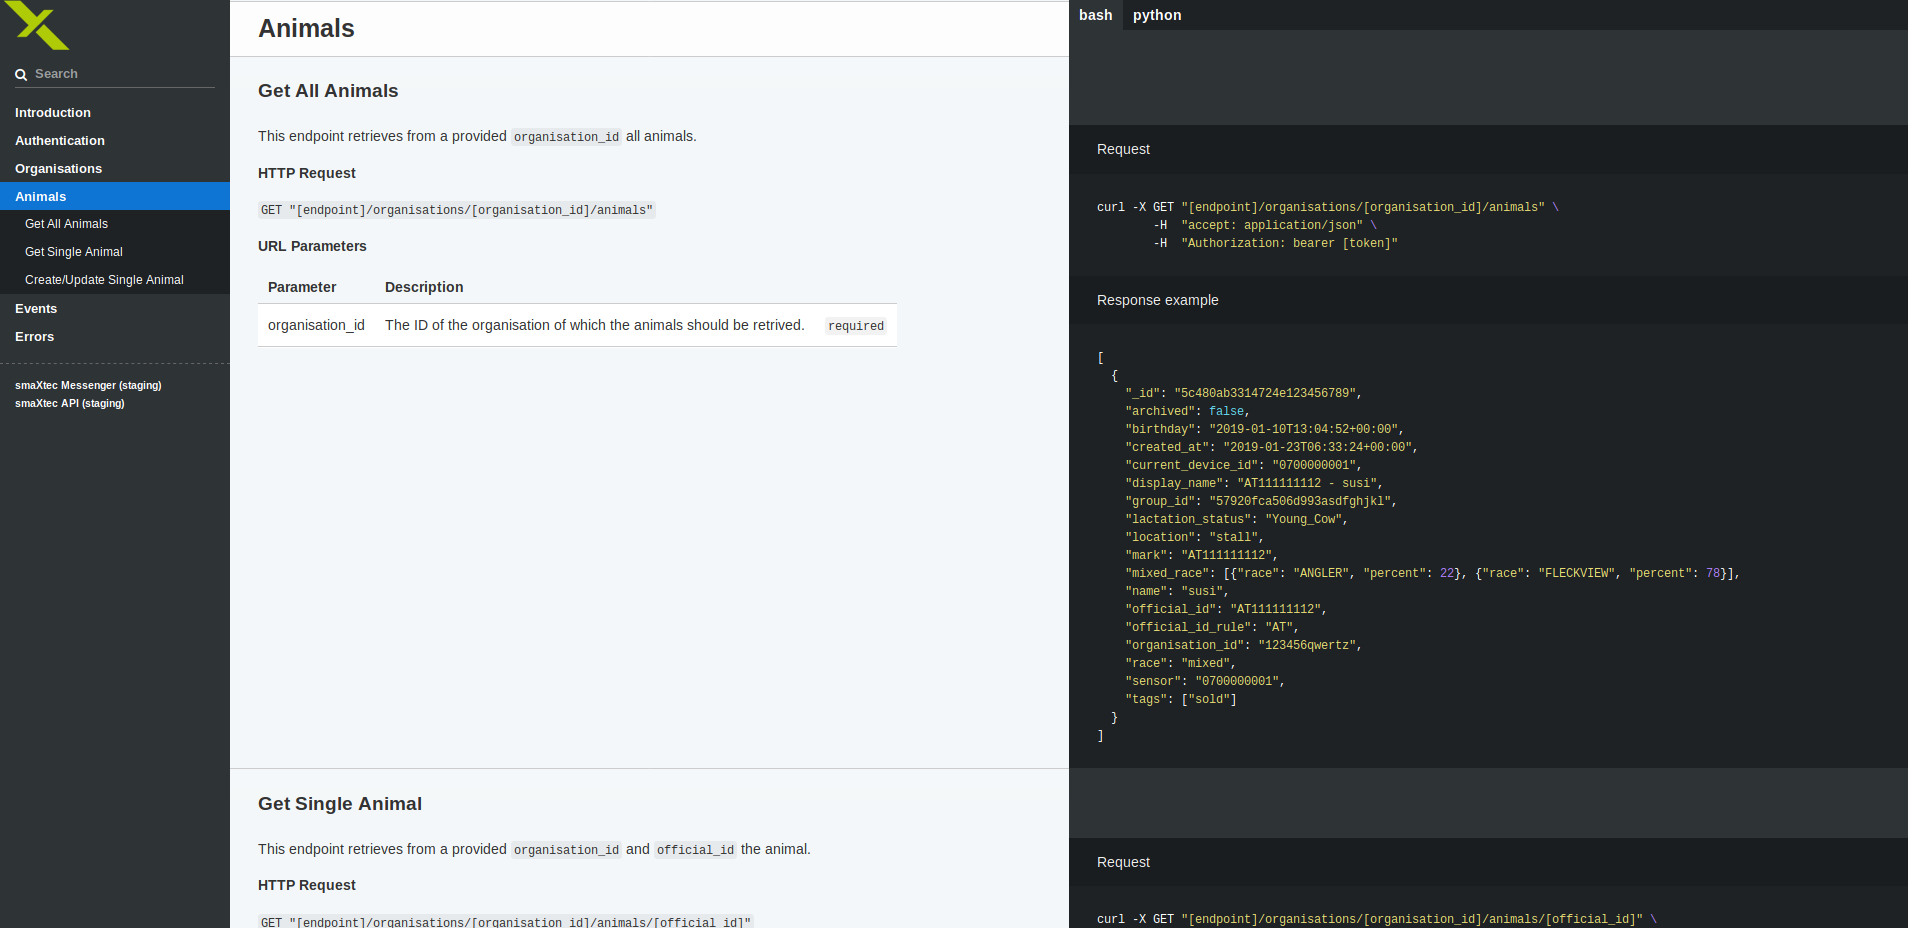 Search
Introduction
Authentication
Organisations
Animals
Get All Animals
Get Single Animal
Create/Update Single Animal
Events
Errors
smaXtec Messenger (staging)
smaXtec API (staging)
Animals
Get All Animals
This endpoint retrieves from a provided organisation_id all animals.
HTTP Request
GET "[endpoint]/organisations/[organisation_id]/animals"
URL Parameters
Parameter Description
organisation_id The ID of the organisation of which the animals should be retrived. required
Get Single Animal
This endpoint retrieves from a provided organisation_id and official_id the animal.
HTTP Request
GET "[endpoint]/organisations/[organisation_id]/animals/[official_id]"
bash python
Request
curl -X GET "[endpoint]/organisations/[organisation_id]/animals" \
-H "accept: application/json" \
-H "Authorization: bearer [token]"
Response example
[
{
"_id": "5c480ab3314724e123456789",
"archived": false,
"birthday": "2019-01-10T13:04:52+00:00",
"created_at": "2019-01-23T06:33:24+00:00",
"current_device_id": "0700000001",
"display_name": "AT111111112 - susi",
"group_id": "57920fca506d993asdfghjkl",
"lactation_status": "Young_Cow",
"location": "stall",
"mark": "AT111111112",
"mixed_race": [{"race": "ANGLER", "percent": 22}, {"race": "FLECKVIEW", "percent": 78}],
"name": "susi",
"official_id": "AT111111112",
"official_id_rule": "AT",
"organisation_id": "123456qwertz",
"race": "mixed",
"sensor": "0700000001",
"tags": ["sold"]
}
]
Request
curl -X GET "[endpoint]/organisations/[organisation_id]/animals/[official_id]" \